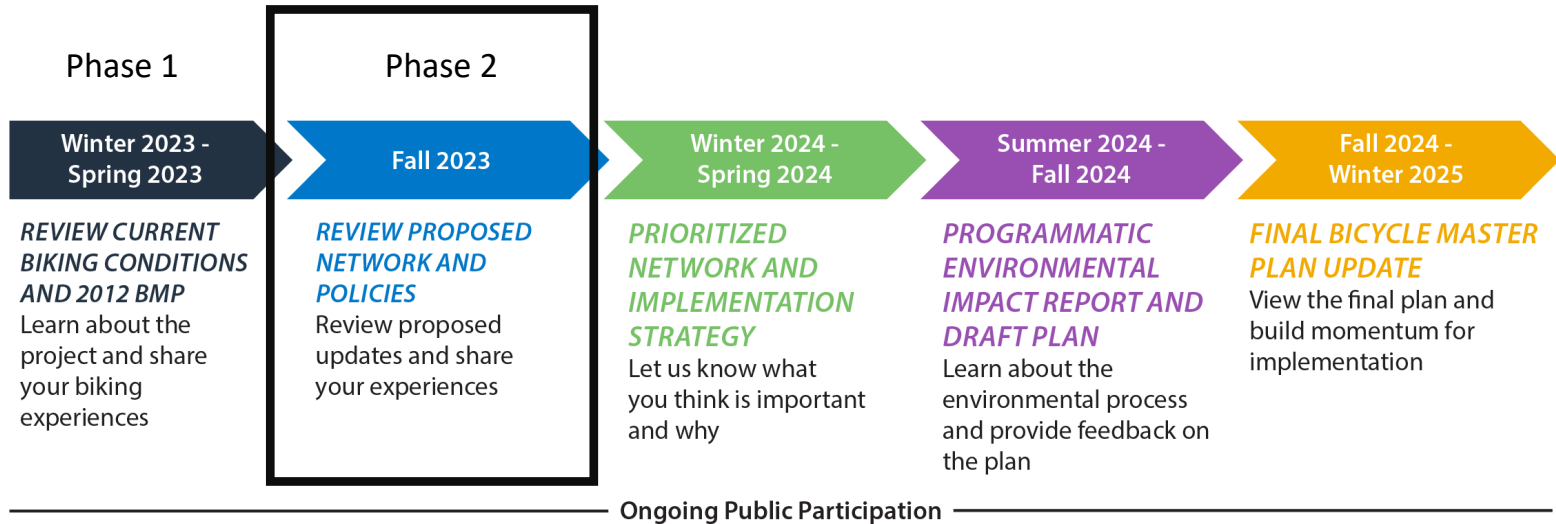 Phase 1
Winter 2023 -
Spring 2023
REVIEW CURRENT
BIKING CONDITIONS
AND 2012 BMP
Learn about the
project and share
your biking
experiences
Phase 2
Fall 2023
REVIEW PROPOSED
NETWORK AND
POLICIES
Review proposed
updates and share
your experiences
Winter 2024 -
Spring 2024
PRIORITIZED
NETWORK AND
IMPLEMENTATION
STRATEGY
Let us know what
you think is important
and why
Summer 2024 -
Fall 2024
PROGRAMMATIC
ENVIRONMENTAL
IMPACT REPORT AND
DRAFT PLAN
Learn about the
environmental process
and provide feedback on
the plan
Fall 2024 -
Winter 2025
FINAL BICYCLE MASTER
PLAN UPDATE
View the final plan and
build momentum for
implementation
Ongoing Public Participation